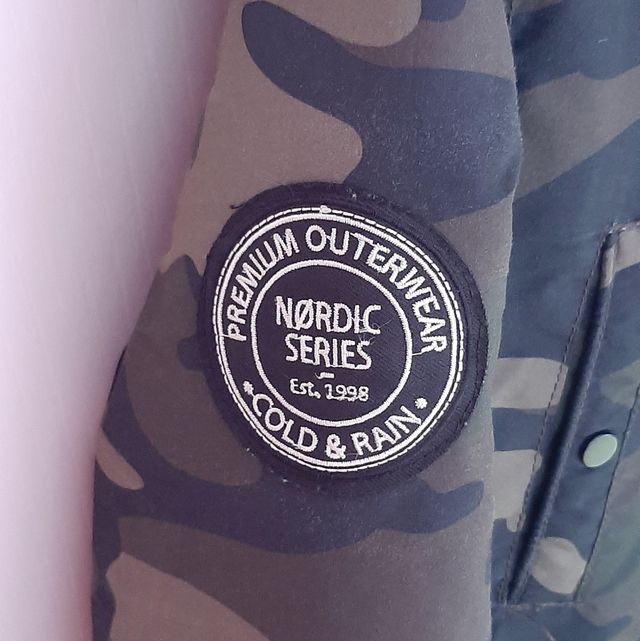 PREMIUM OUTERWEAR
NØRDIC
SERIES
Est. 1998
• COLD & RAIN •